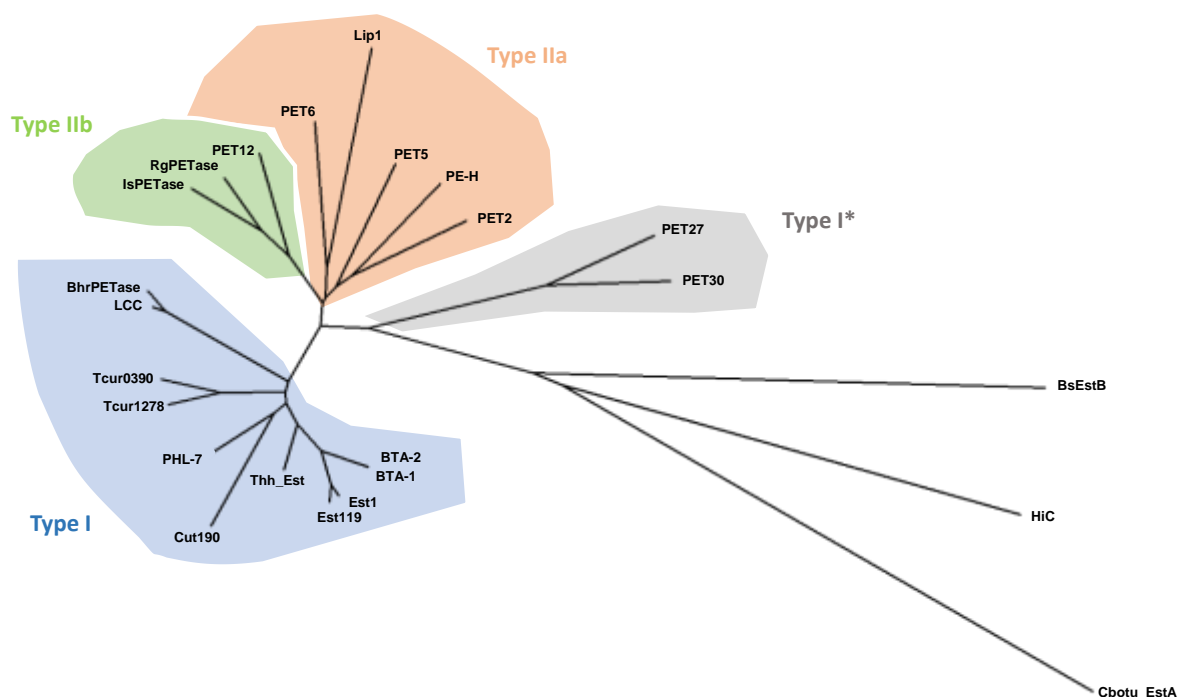 Lip1
Type IIa
PET6
Type IIb
PET12
RgPETase
IsPETase
PET5
PE-H
PET2
PET27
Type I*
PET30
BhrPETase
LCC
Tcur0390
Tcur1278
BsEstB
PHL-7
BTA-2
BTA-1
Thh_Est
Est1
Est119
Type I
Cut190
HiC
Cbotu_EstA